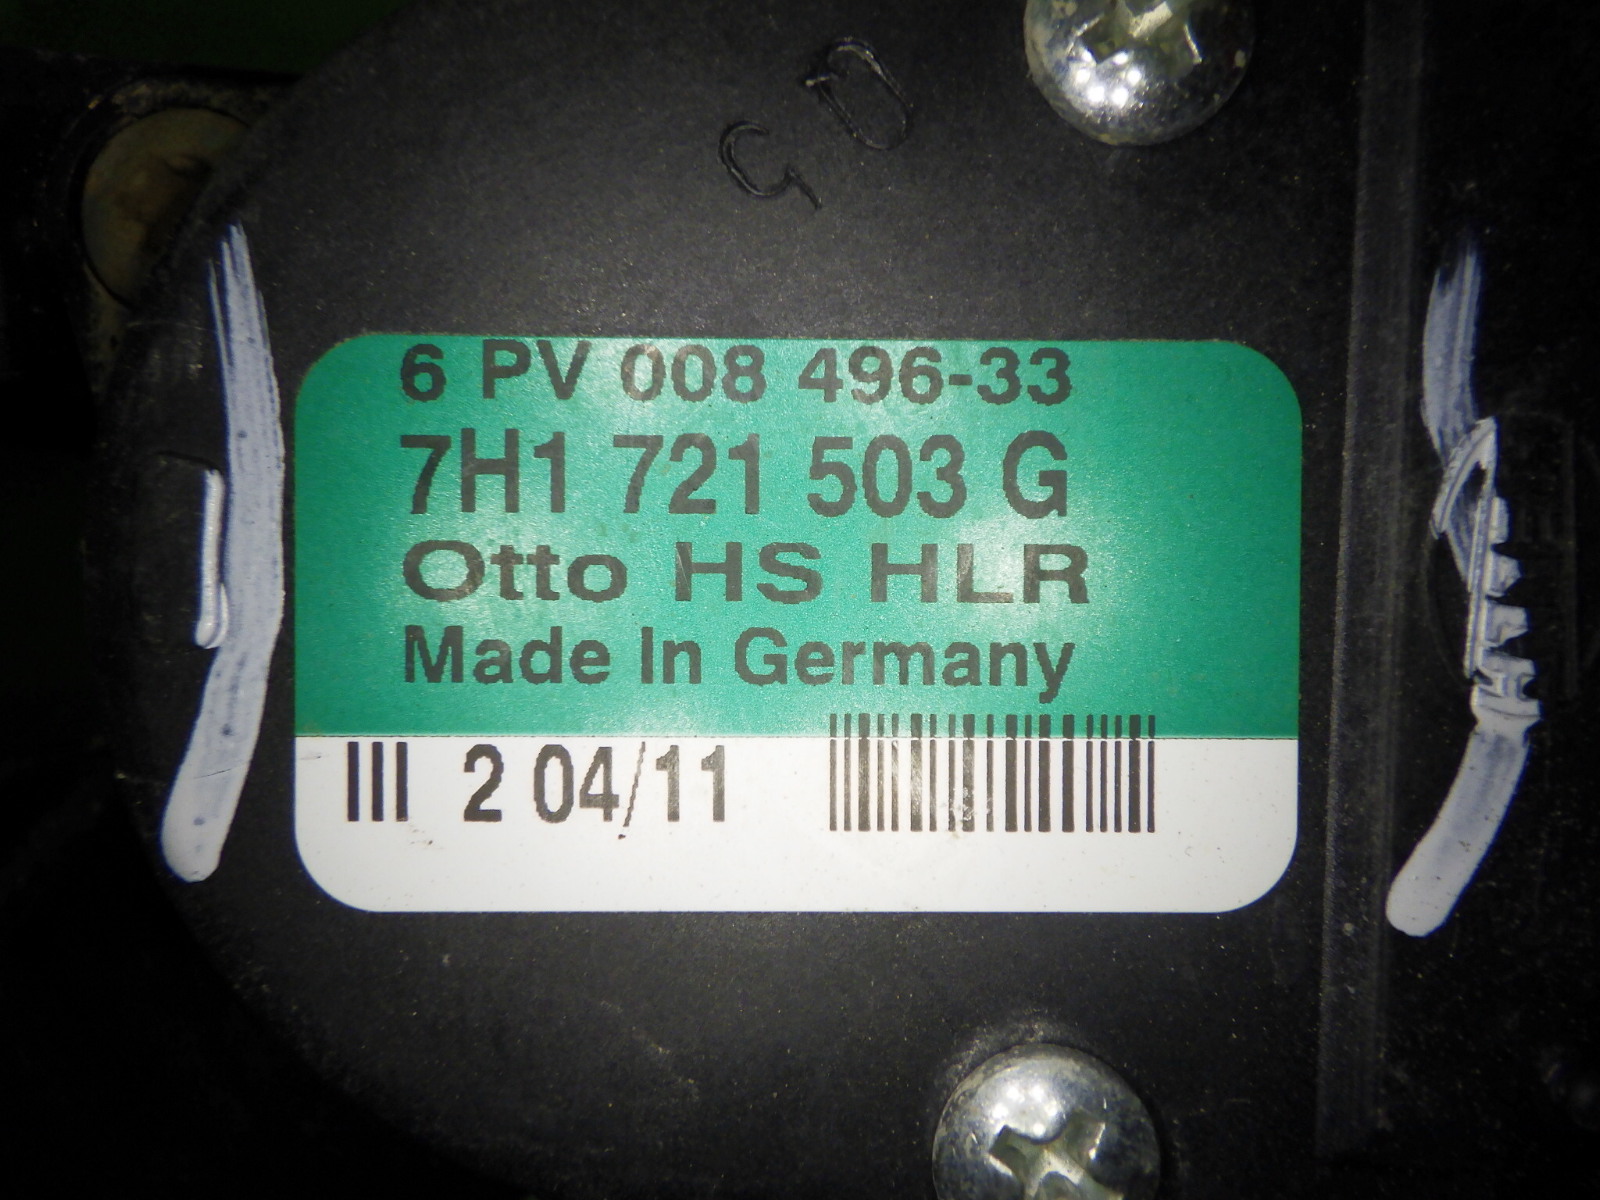 6 PV 008 496-33
7H1 721 503 G
Otto HS HLR
Made In Germany
III 2 04/11